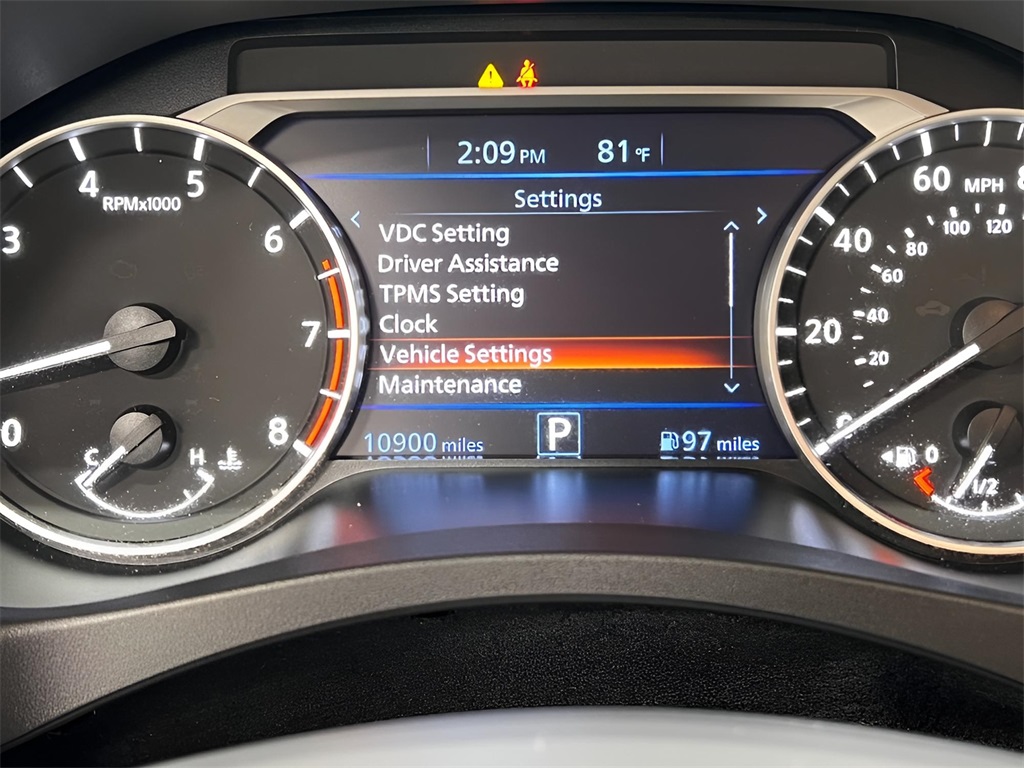 2:09 PM 81 °F
Settings
VDC Setting
Driver Assistance
TPMS Setting
Clock
Vehicle Settings
Maintenance
10900 miles P 97 miles
RPMx1000
0 3 4 5 6 7 8
C H
MPH
0 20 40 60 8
20 40 60 80 100 120
0 1/2